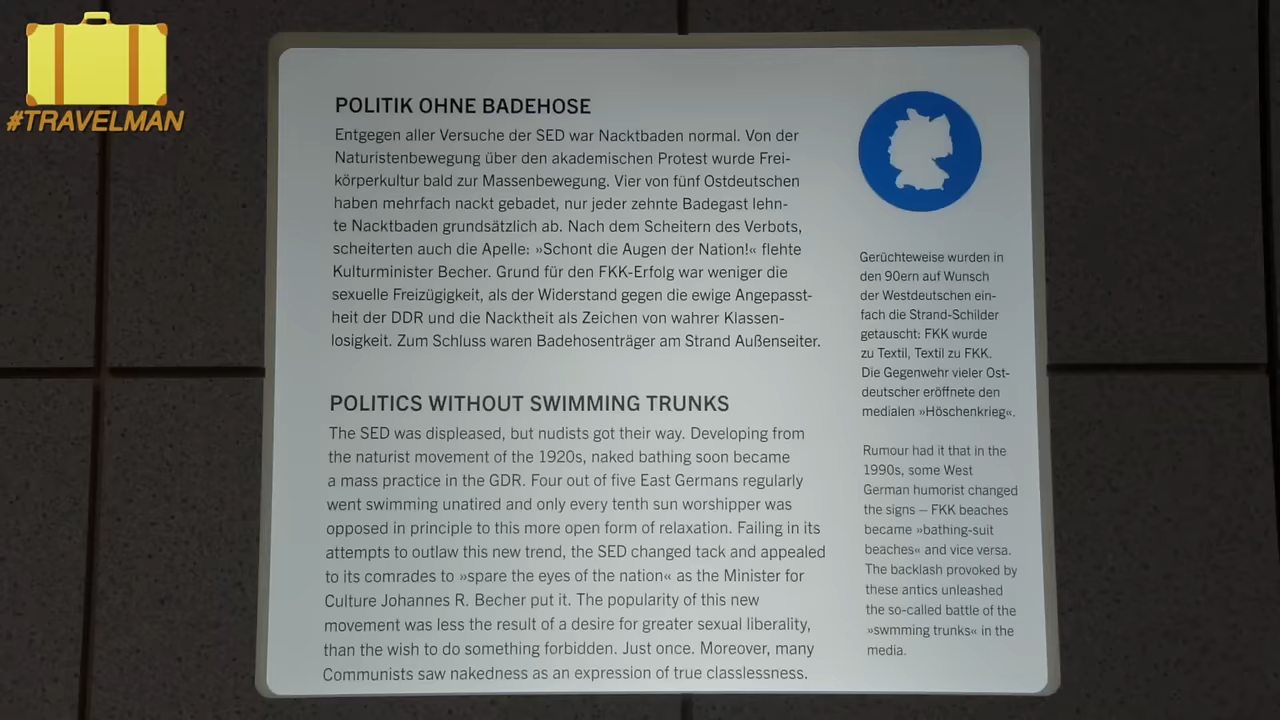 #TRAVELMAN
POLITIK OHNE BADEHOSE
Entgegen aller Versuche der SED war Nacktbaden normal. Von der
Naturistenbewegung über den akademischen Protest wurde Frei-
körperkultur bald zur Massenbewegung. Vier von fünf Ostdeutschen
haben mehrfach nackt gebadet, nur jeder zehnte Badegast lehn-
te Nacktbaden grundsätzlich ab. Nach dem Scheitern des Verbots,
scheiterten auch die Apelle: »Schont die Augen der Nation!« flehte
Kulturminister Becher. Grund für den FKK-Erfolg war weniger die
sexuelle Freizügigkeit, als der Widerstand gegen die ewige Angepasst-
heit der DDR und die Nacktheit als Zeichen von wahrer Klassen-
losigkeit. Zum Schluss waren Badehosenträger am Strand Außenseiter.
POLITICS WITHOUT SWIMMING TRUNKS
The SED was displeased, but nudists got their way. Developing from
the naturist movement of the 1920s, naked bathing soon became
a mass practice in the GDR. Four out of five East Germans regularly
went swimming unatired and only every tenth sun worshipper was
opposed in principle to this more open form of relaxation. Failing in its
attempts to outlaw this new trend, the SED changed tack and appealed
to its comrades to »spare the eyes of the nation« as the Minister for
Culture Johannes R. Becher put it. The popularity of this new
movement was less the result of a desire for greater sexual liberality,
than the wish to do something forbidden. Just once. Moreover, many
Communists saw nakedness as an expression of true classlessness.
Gerüchteweise wurden in
den 90ern auf Wunsch
der Westdeutschen ein-
fach die Strand-Schilder
getauscht: FKK wurde
zu Textil, Textil zu FKK.
Die Gegenwehr vieler Ost-
deutscher eröffnete den
medialen »Höschenkrieg«.
Rumour had it that in the
1990s, some West
German humorist changed
the signs – FKK beaches
became »bathing-suit
beaches« and vice versa.
The backlash provoked by
these antics unleashed
the so-called battle of the
»swmming trunks« in the
media.